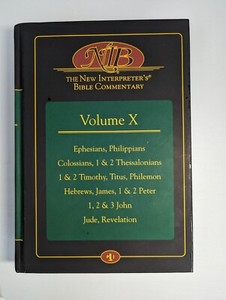 NIB
THE NEW INTERPRETER'S®
BIBLE COMMENTARY
Volume X
Ephesians, Philippians
Colossians, 1 & 2 Thessalonians
1 & 2 Timothy, Titus, Philemon
Hebrews, James, 1 & 2 Peter
1, 2 & 3 John
Jude, Revelation